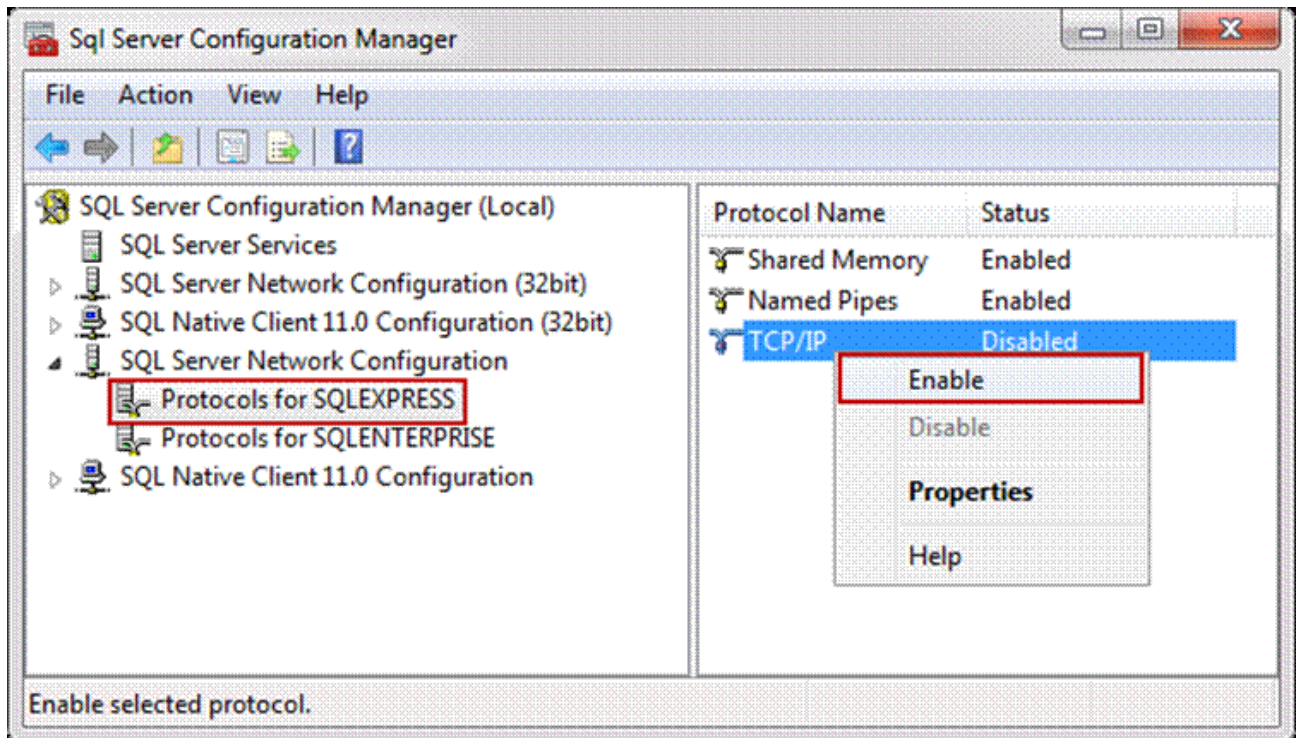 Sql Server Configuration Manager
File Action View Help
SQL Server Configuration Manager (Local)
SQL Server Services
SQL Server Network Configuration (32bit)
SQL Native Client 11.0 Configuration (32bit)
SQL Server Network Configuration
Protocols for SQLEXPRESS
Protocols for SQLENTERPRISE
SQL Native Client 11.0 Configuration
Protocol Name Status
Shared Memory Enabled
Named Pipes Enabled
TCP/IP Disabled
Enable
Disable
Properties
Help
Enable selected protocol.